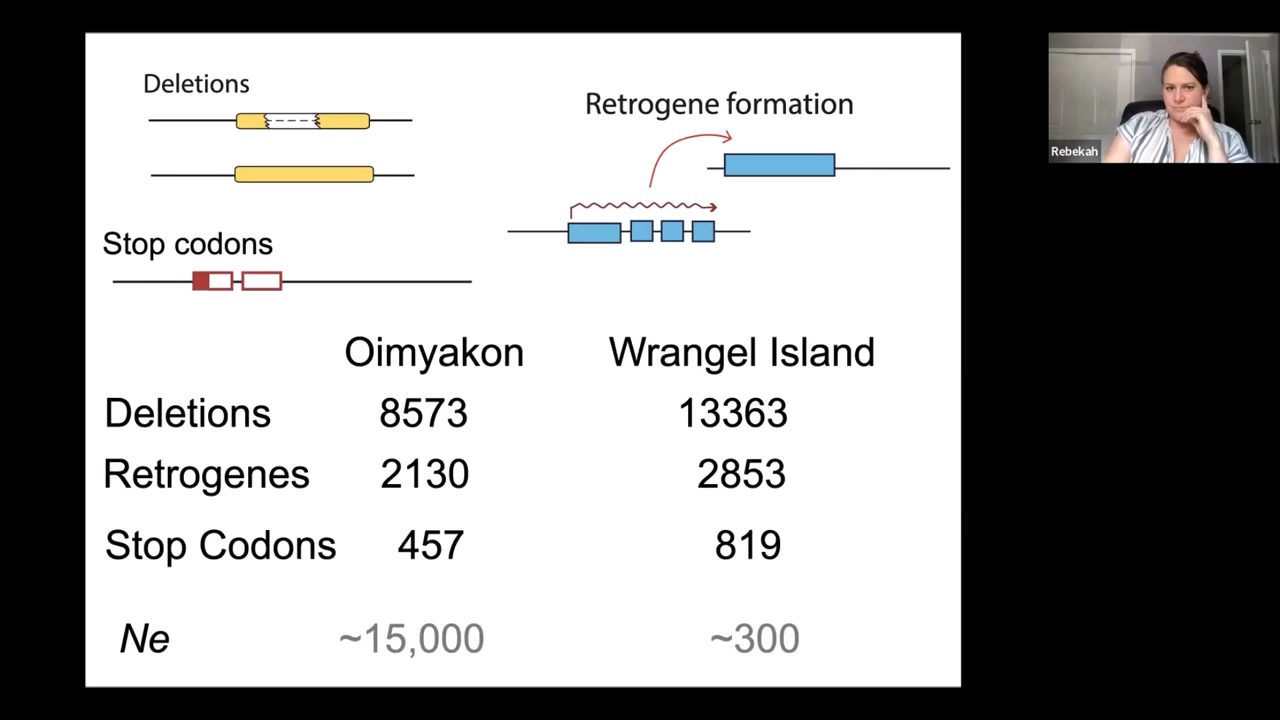 Deletions
Retrogene formation
Stop codons
Oimyakon Wrangel Island
Deletions 8573 13363
Retrogenes 2130 2853
Stop Codons 457 819
Ne ~15,000 ~300
Rebekah